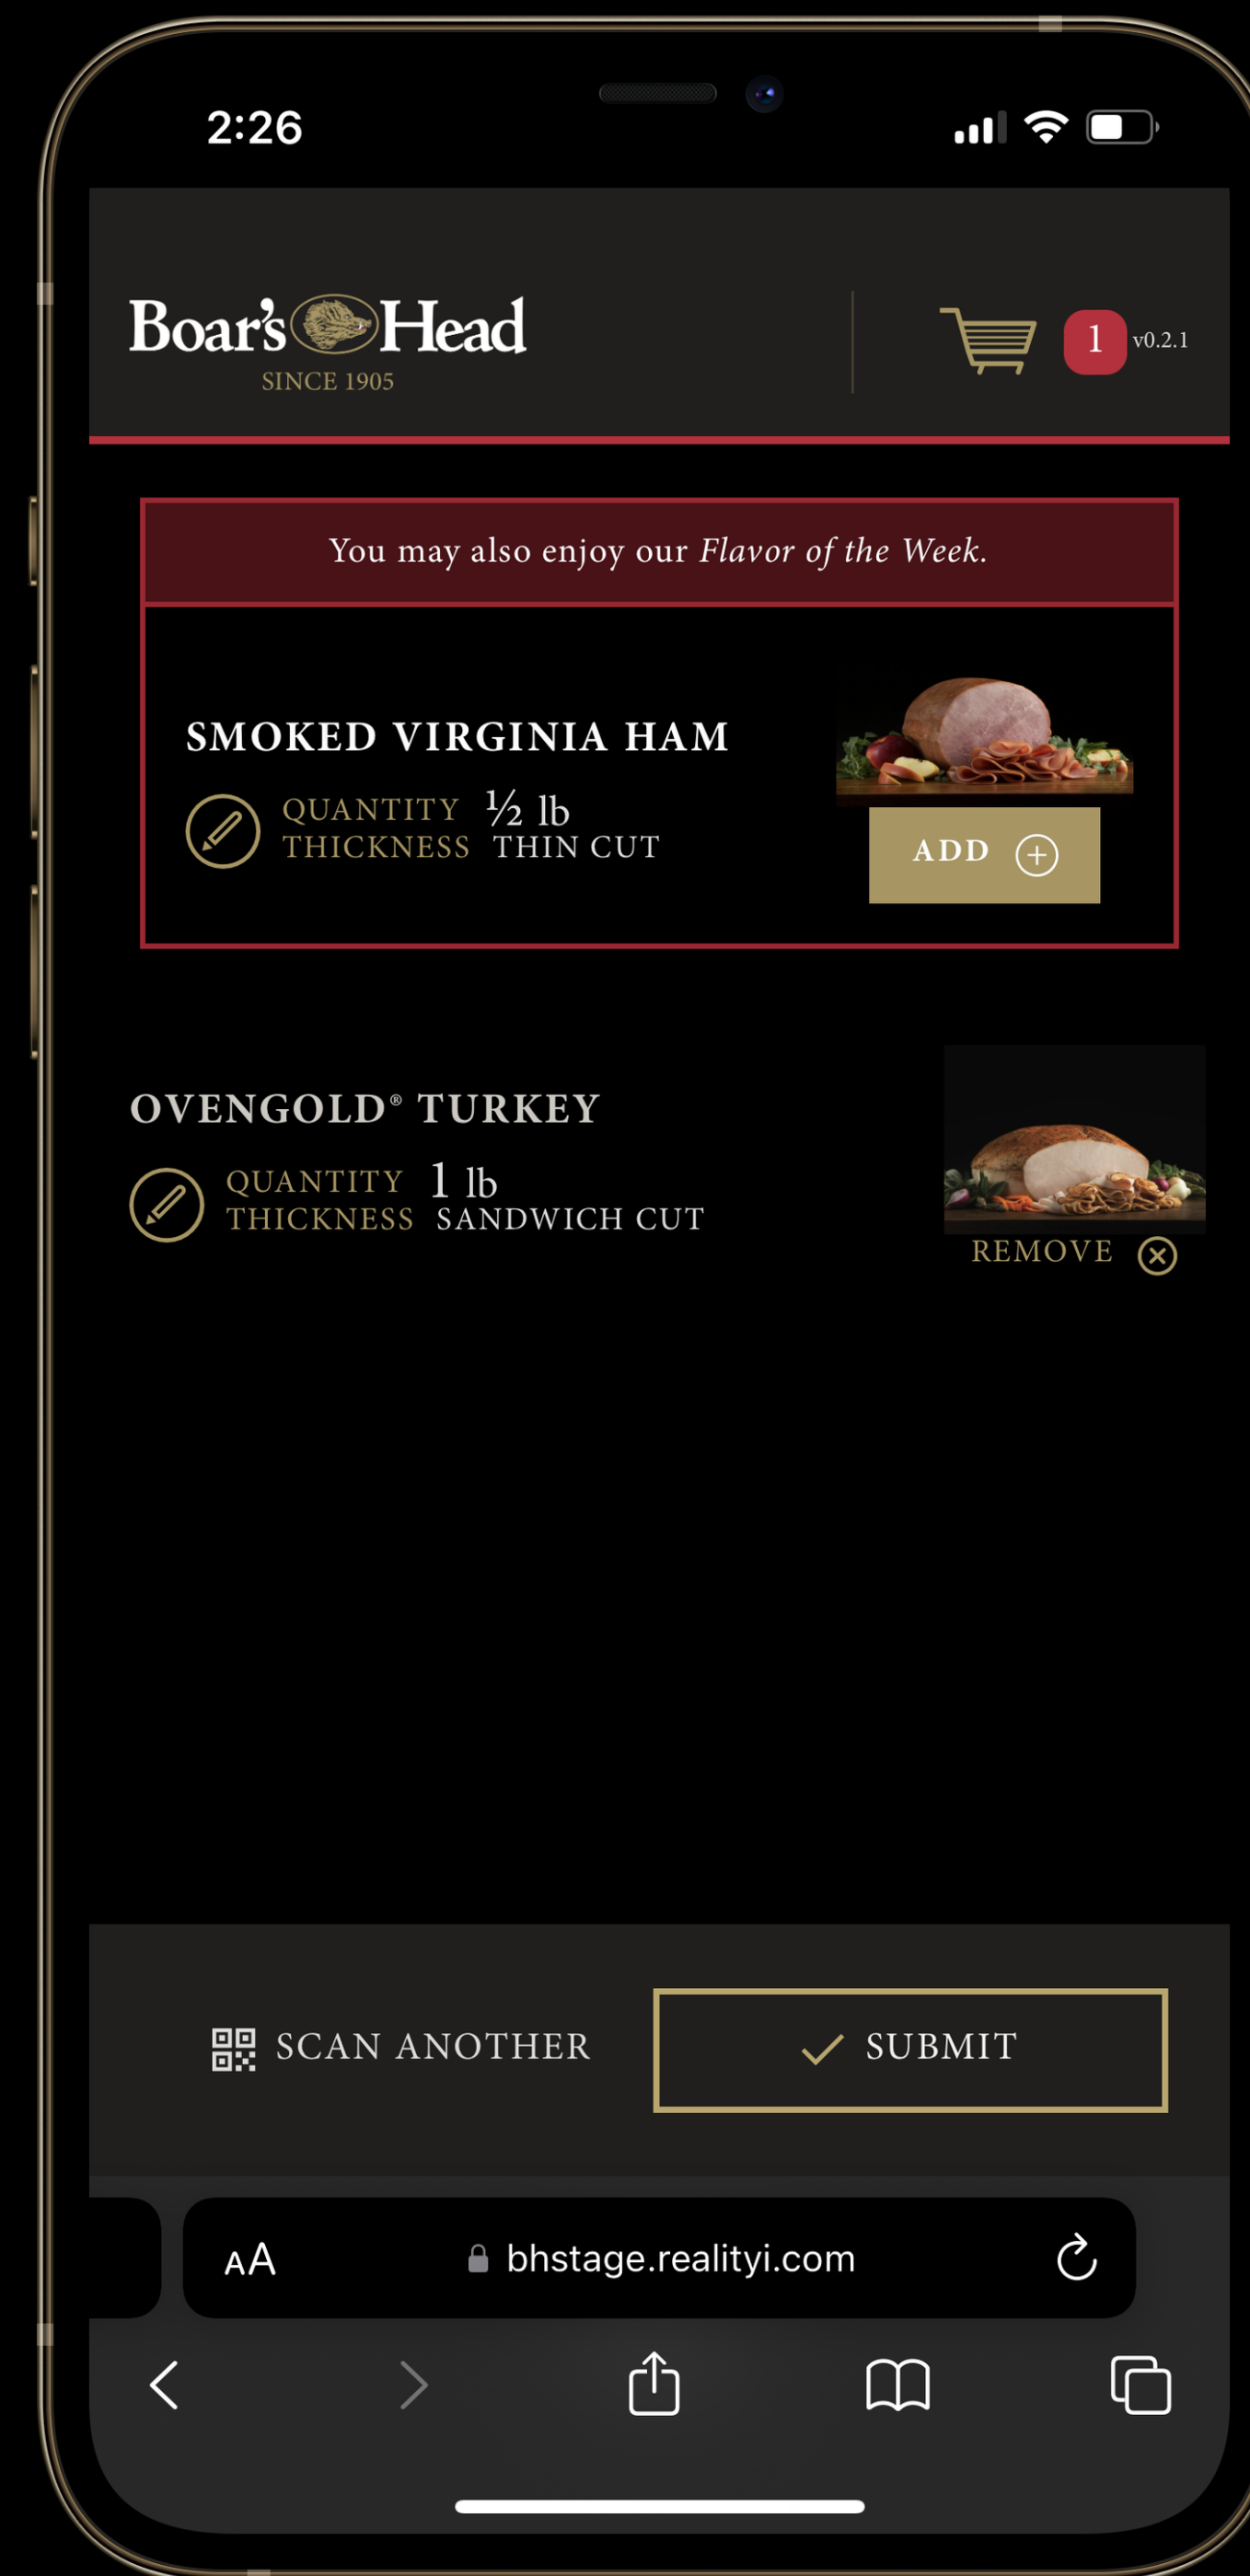 2:26
Boar's Head
SINCE 1905
1 v0.2.1
You may also enjoy our Flavor of the Week.
SMOKED VIRGINIA HAM
QUANTITY ½ lb
THICKNESS THIN CUT
ADD
OVENGOLD® TURKEY
QUANTITY 1 lb
THICKNESS SANDWICH CUT
REMOVE
SCAN ANOTHER
SUBMIT
AA bhstage.realityi.com